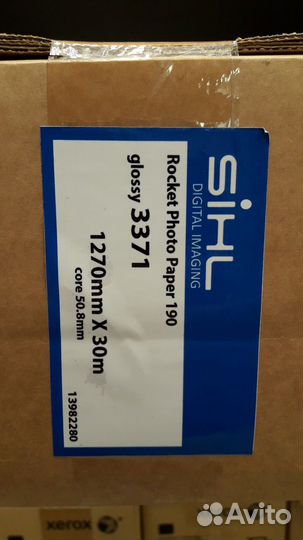 SIHL
DIGITAL IMAGING
Rocket Photo Paper 190
glossy 3371
1270mm X 30m
core 50.8mm
13982280
xerox
Avito